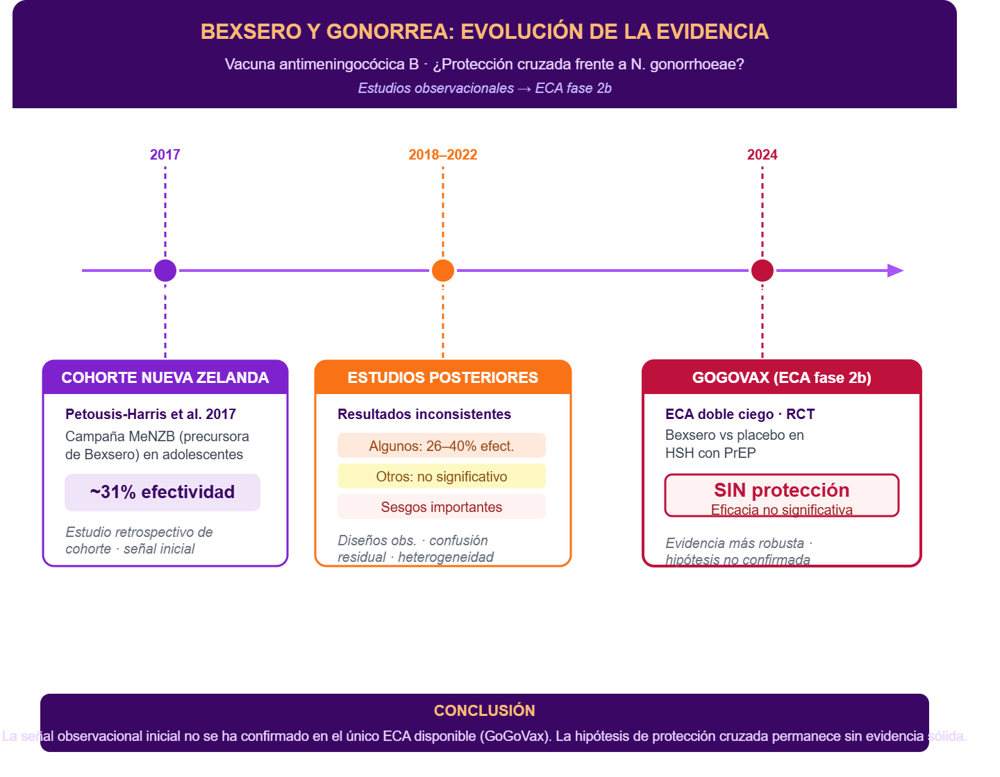 BEXSERO Y GONORREA: EVOLUCIÓN DE LA EVIDENCIA
Vacuna antimeningocócica B · ¿Protección cruzada frente a N. gonorrhoeae?
Estudios observacionales → ECA fase 2b
2017
2018–2022
2024
COHORTE NUEVA ZELANDA
Petousis-Harris et al. 2017
Campaña MeNZB (precursora
de Bexsero) en adolescentes
~31% efectividad
Estudio retrospectivo de
cohorte · señal inicial
ESTUDIOS POSTERIORES
Resultados inconsistentes
Algunos: 26–40% efect.
Otros: no significativo
Sesgos importantes
Diseños obs. · confusión
residual · heterogeneidad
GOGOVAX (ECA fase 2b)
ECA doble ciego · RCT
Bexsero vs placebo en
HSH con PrEP
SIN protección
Eficacia no significativa
Evidencia más robusta ·
hipótesis no confirmada
CONCLUSIÓN
La señal observacional inicial no se ha confirmado en el único ECA disponible (GoGoVax). La hipótesis de protección cruzada permanece sin evidencia sólida.